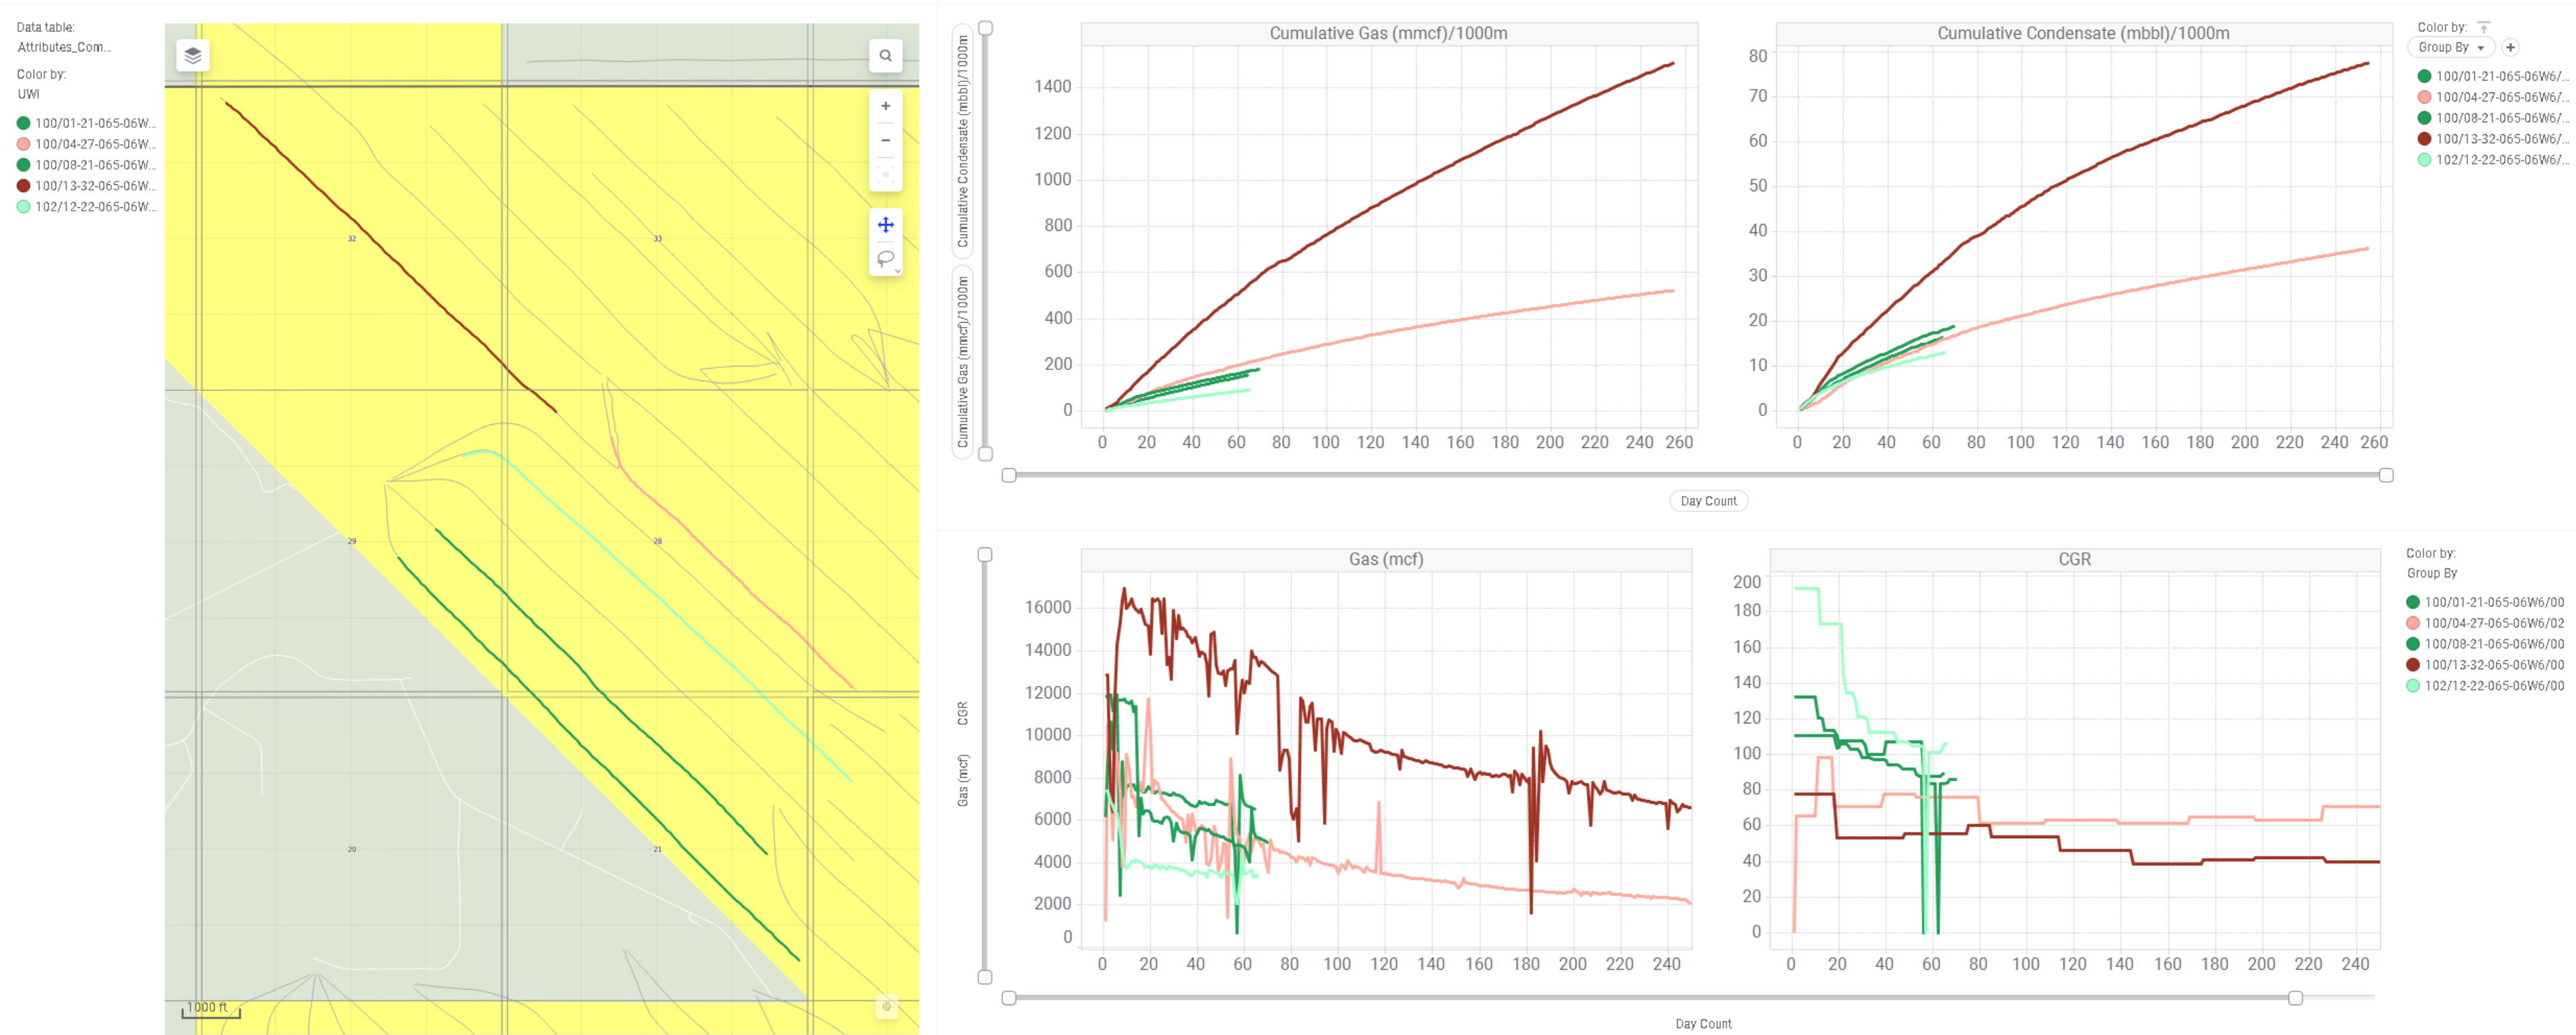 Data table:
Attributes_Com...
Color by:
UWI
100/01-21-065-06W...
100/04-27-065-06W...
100/08-21-065-06W...
100/13-32-065-06W...
102/12-22-065-06W...
32
33
29
28
20
21
1000 ft
Cumulative Condensate (mbbl)/1000m
Cumulative Gas (mmcf)/1000m
Cumulative Gas (mmcf)/1000m
1400
1200
1000
800
600
400
200
0
0 20 40 60 80 100 120 140 160 180 200 220 240 260
Cumulative Condensate (mbbl)/1000m
80
70
60
50
40
30
20
10
0
0 20 40 60 80 100 120 140 160 180 200 220 240 260
Day Count
Color by:
Group By
100/01-21-065-06W6/...
100/04-27-065-06W6/...
100/08-21-065-06W6/...
100/13-32-065-06W6/...
102/12-22-065-06W6/...
CGR
Gas (mcf)
Gas (mcf)
16000
14000
12000
10000
8000
6000
4000
2000
0
0 20 40 60 80 100 120 140 160 180 200 220 240
CGR
200
180
160
140
120
100
80
60
40
20
0
0 20 40 60 80 100 120 140 160 180 200 220 240
Day Count
Color by:
Group By
100/01-21-065-06W6/00
100/04-27-065-06W6/02
100/08-21-065-06W6/00
100/13-32-065-06W6/00
102/12-22-065-06W6/00